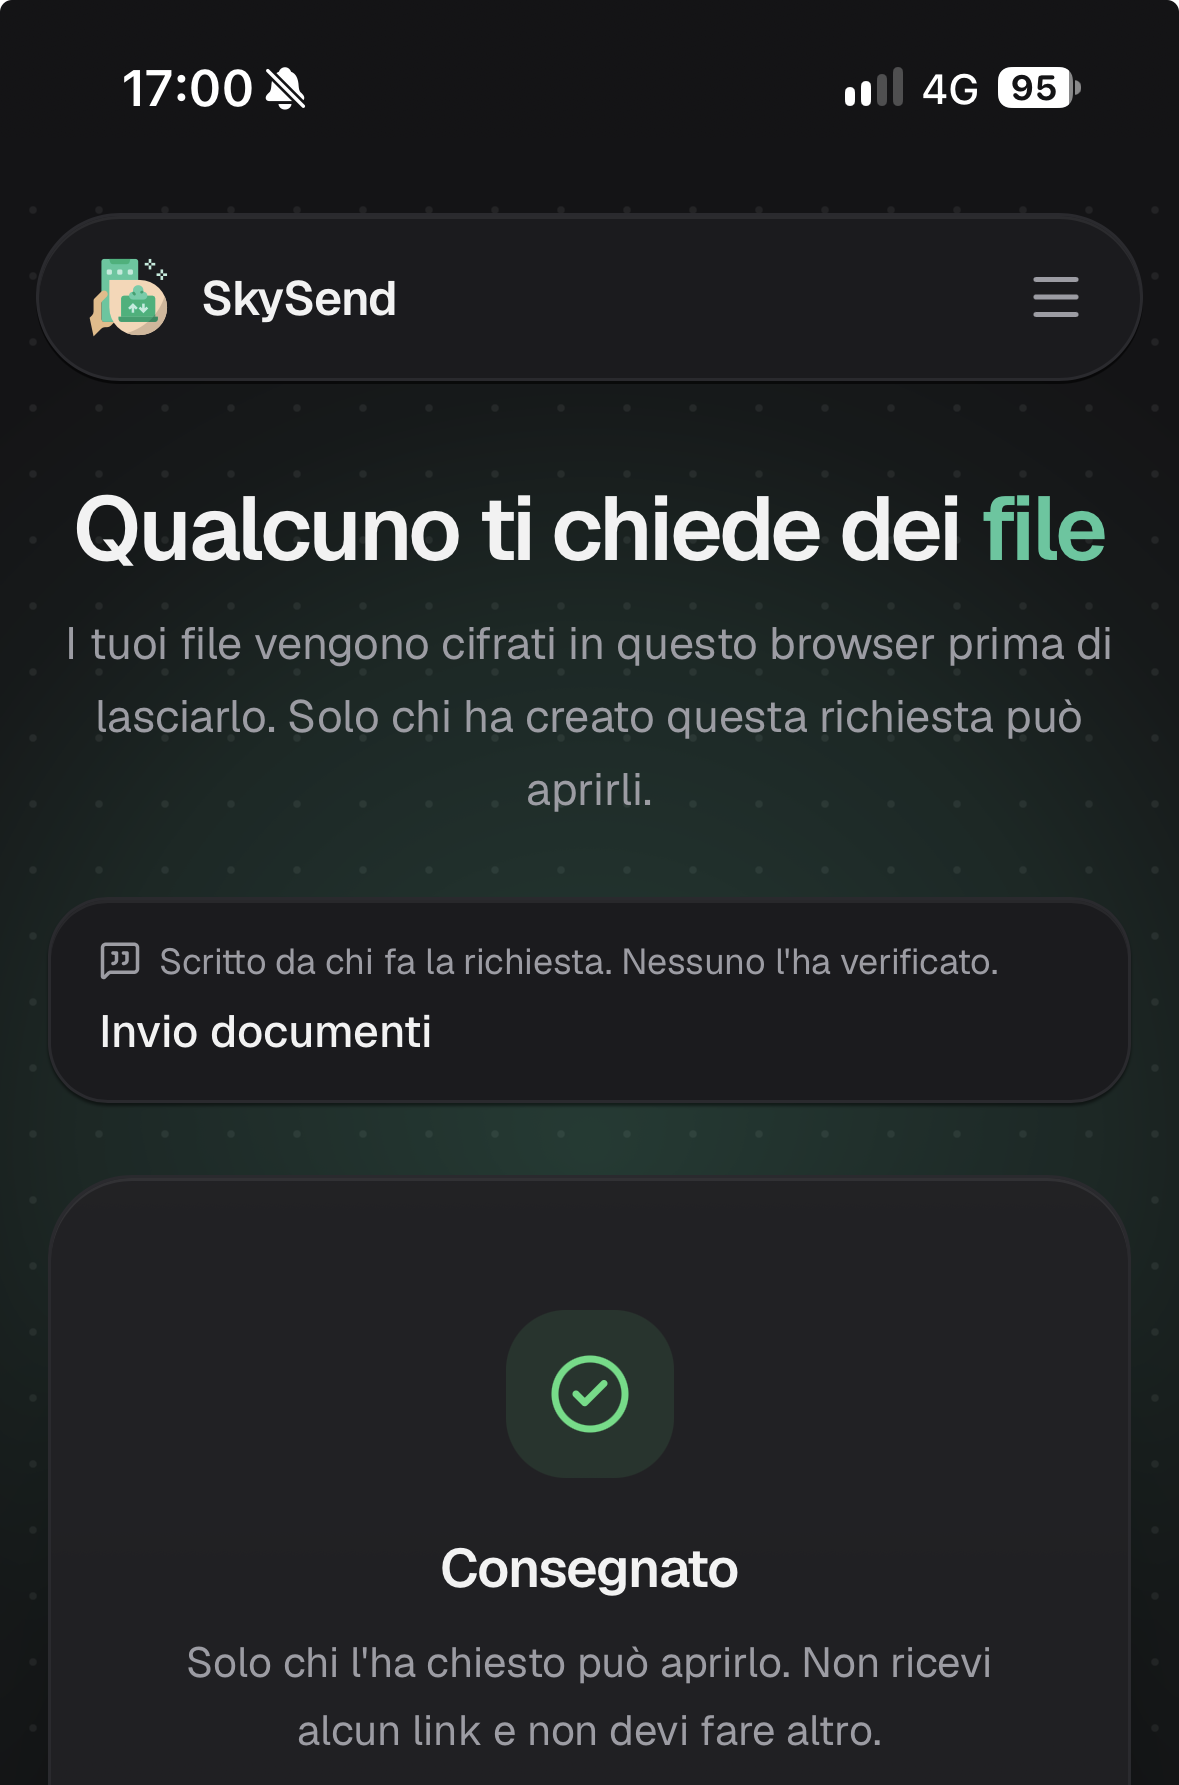 17:00
4G
95
SkySend
Qualcuno ti chiede dei file
I tuoi file vengono cifrati in questo browser prima di
lasciarlo. Solo chi ha creato questa richiesta può
aprirli.
Scritto da chi fa la richiesta. Nessuno l'ha verificato.
Invio documenti
Consegnato
Solo chi l'ha chiesto può aprirlo. Non ricevi
alcun link e non devi fare altro.